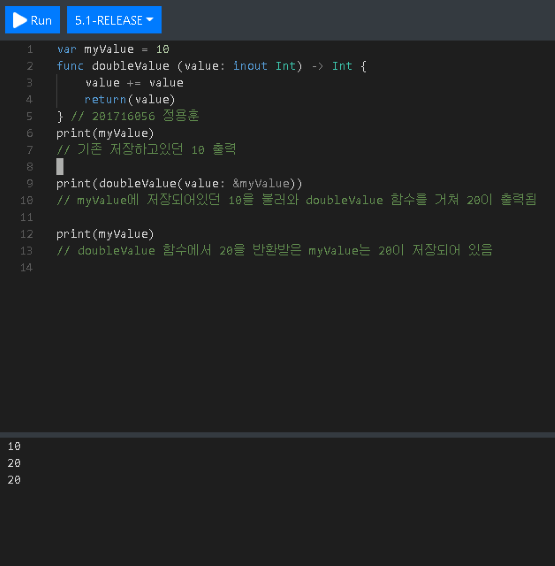 Run 5.1-RELEASE
1 var myValue = 10
2 func doubleValue (value: inout Int) -> Int {
3 value += value
4 return(value)
5 } // 201716056 정용훈
6 print(myValue)
7 // 기존 저장하고있던 10 출력
8
9 print(doubleValue(value: &myValue))
10 // myValue에 저장되어있던 10을 불러와 doubleValue 함수를 거쳐 20이 출력됨
11
12 print(myValue)
13 // doubleValue 함수에서 20을 반환받은 myValue는 20이 저장되어 있음
14
10
20
20